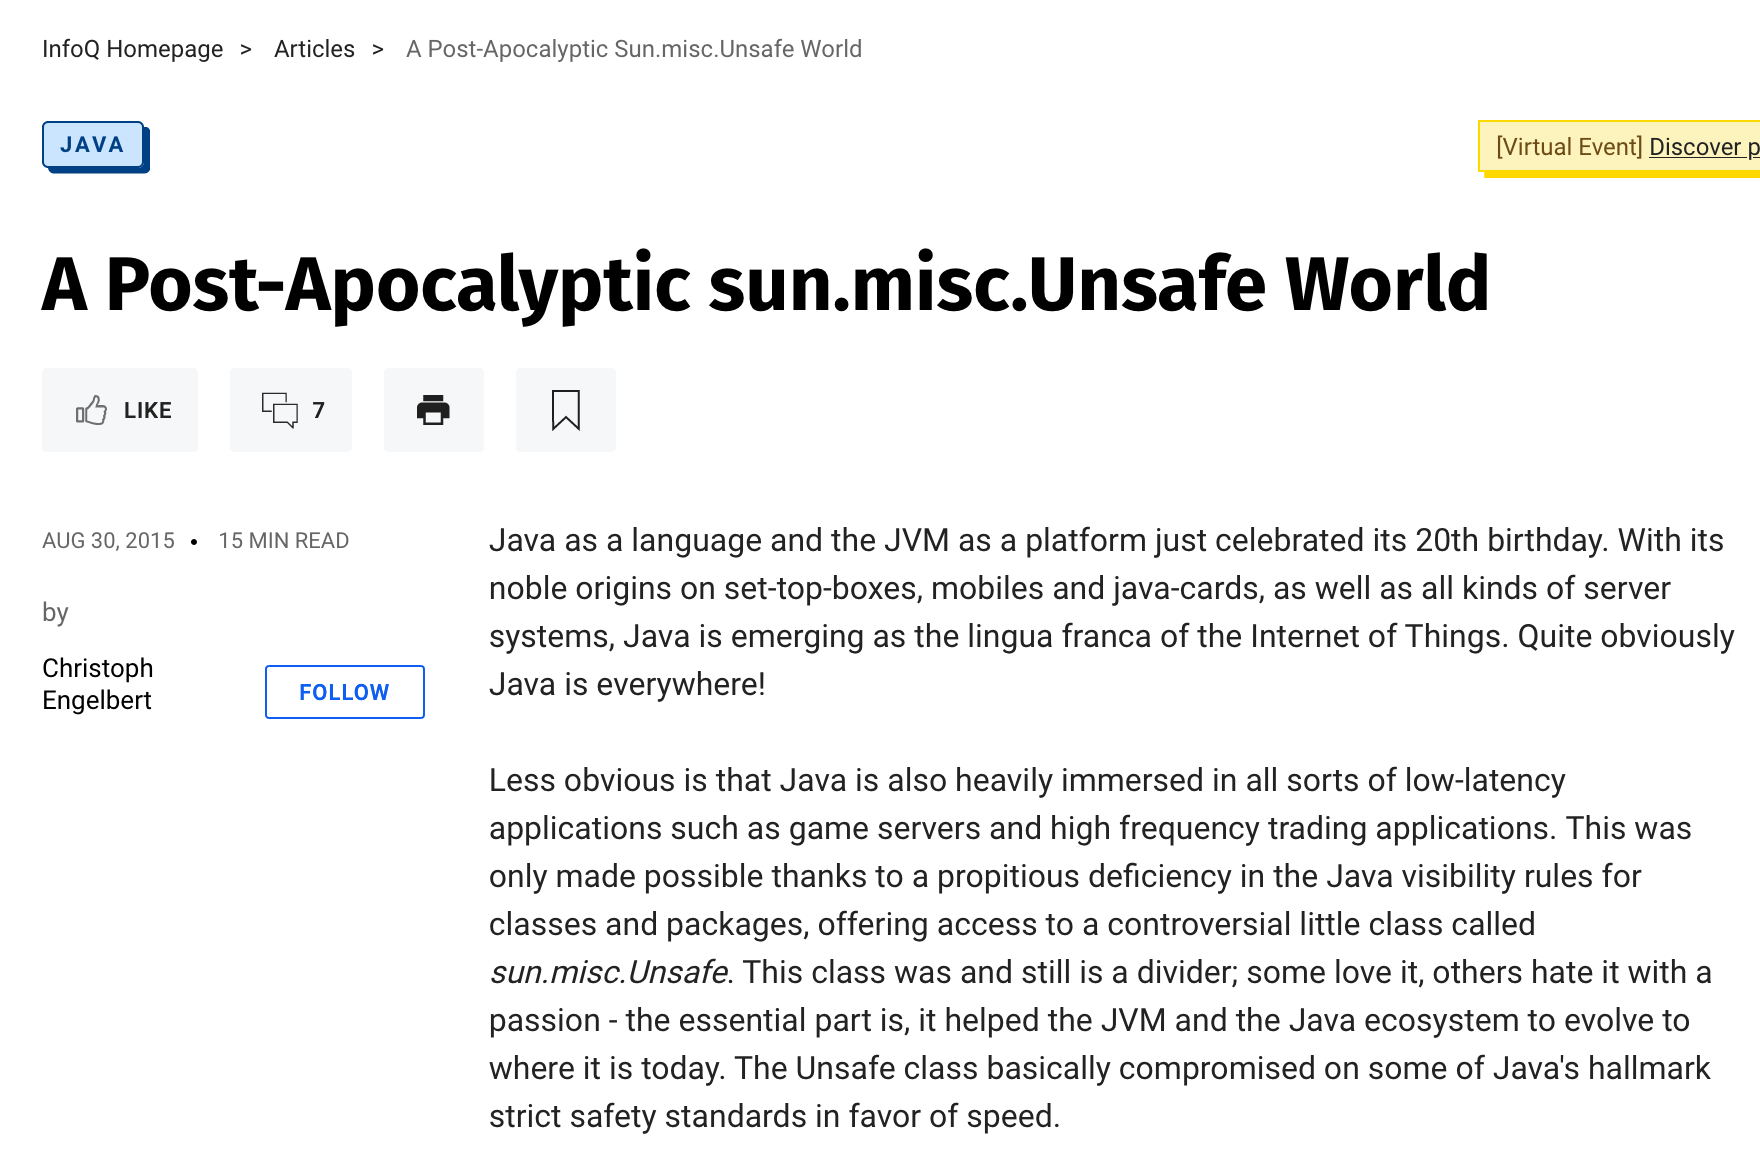 InfoQ Homepage > Articles > A Post-Apocalyptic Sun.misc.Unsafe World
JAVA
[Virtual Event] Discover p
A Post-Apocalyptic sun.misc.Unsafe World
LIKE
7
AUG 30, 2015 • 15 MIN READ
by
Christoph
Engelbert
FOLLOW
Java as a language and the JVM as a platform just celebrated its 20th birthday. With its
noble origins on set-top-boxes, mobiles and java-cards, as well as all kinds of server
systems, Java is emerging as the lingua franca of the Internet of Things. Quite obviously
Java is everywhere!
Less obvious is that Java is also heavily immersed in all sorts of low-latency
applications such as game servers and high frequency trading applications. This was
only made possible thanks to a propitious deficiency in the Java visibility rules for
classes and packages, offering access to a controversial little class called
sun.misc.Unsafe. This class was and still is a divider; some love it, others hate it with a
passion - the essential part is, it helped the JVM and the Java ecosystem to evolve to
where it is today. The Unsafe class basically compromised on some of Java's hallmark
strict safety standards in favor of speed.